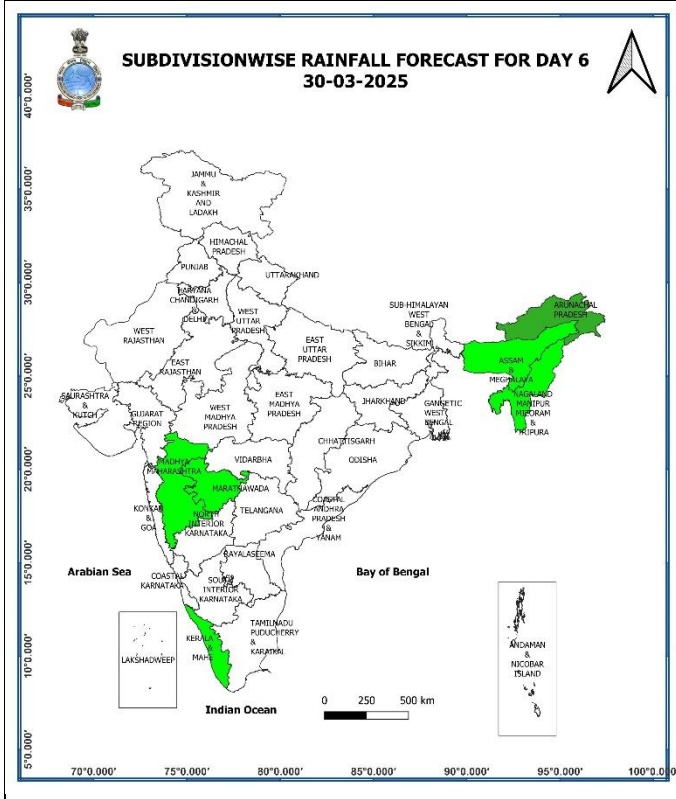 SUBDIVISIONWISE RAINFALL FORECAST FOR DAY 6
30-03-2025
40°0.000'
35°0.000'
30°0.000'
25°0.000'
20°0.000'
15°0.000'
10°0.000'
5°0.000'
JAMMU
&
KASHMIR
AND
LADAKH
HIMACHAL
PRADESH
PUNJAB
UTTARAKHAND
HARYANA
CHANDIGARH
&
DELHI
WEST
UTTAR
PRADESH
WEST
RAJASTHAN
EAST
RAJASTHAN
EAST
UTTAR
PRADESH
SUB-HIMALAYAN
WEST
BENGAL
&
SIKKIM
ARUNACHAL
PRADESH
ASSAM
&
MEGHALAYA
NAGALAND
MANIPUR
MIZORAM
&
TRIPURA
BIHAR
SAURASHTRA
&
KUTCH
GUJARAT
REGION
WEST
MADHYA
PRADESH
EAST
MADHYA
PRADESH
JHARKHAND
GANGETIC
WEST
BENGAL
CHHATTISGARH
ODISHA
VIDARBHA
MADHYA
MAHARASHTRA
MARATHAWADA
KONKAN
&
GOA
NORTH
INTERIOR
KARNATAKA
TELANGANA
COASTAL
ANDHRA
PRADESH
&
YANAM
RAYALASEEMA
Arabian Sea
Bay of Bengal
COASTAL
KARNATAKA
SOUTH
INTERIOR
KARNATAKA
TAMILNADU
PUDUCHERRY
&
KARAIKAL
KERALA
&
MAHE
LAKSHADWEEP
ANDAMAN
&
NICOBAR
ISLAND
Indian Ocean
0 250 500 km
70°0.000' 75°0.000' 80°0.000' 85°0.000' 90°0.000' 95°0.000' 100°0.000'